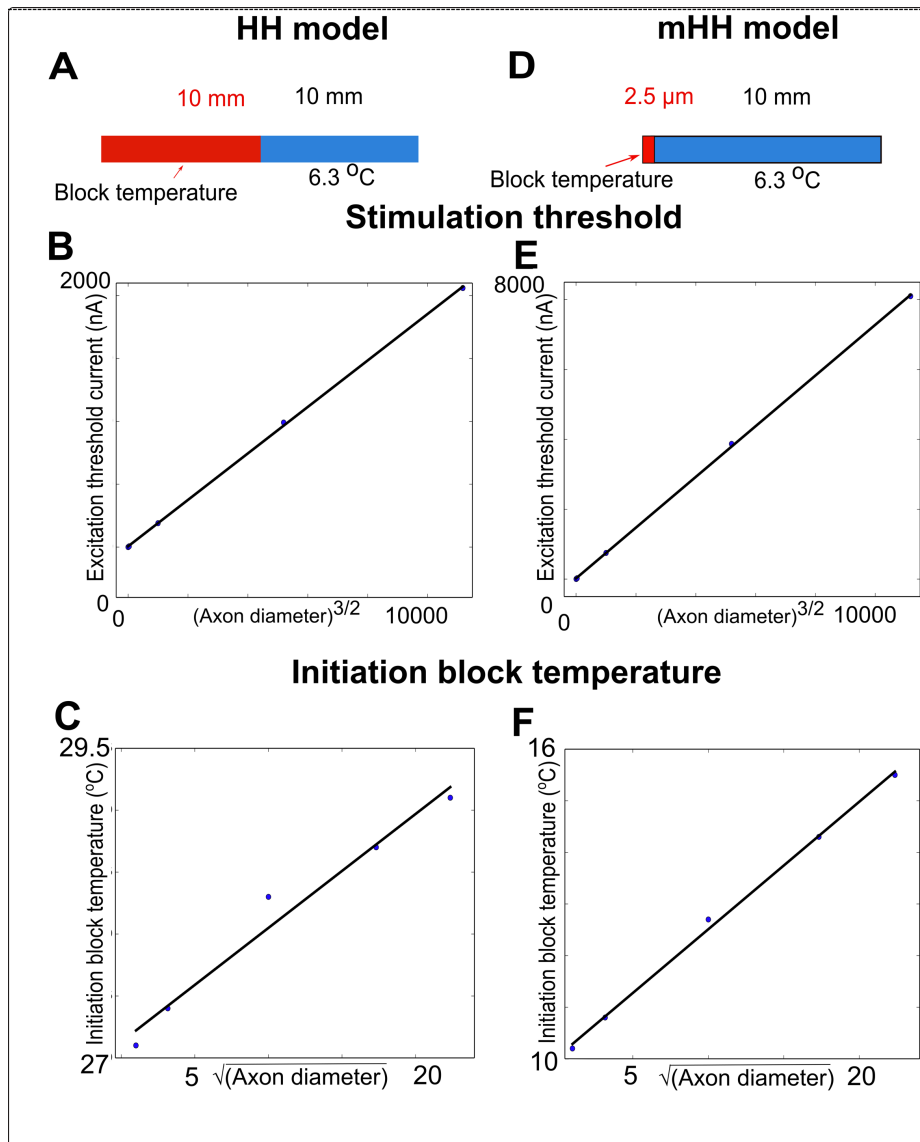 HH model
mHH model
A
10 mm
10 mm
Block temperature
6.3 °C
D
2.5 µm
10 mm
Block temperature
6.3 °C
Stimulation threshold
B
2000
Excitation threshold current (nA)
0
0
(Axon diameter)^3/2
10000
E
8000
Excitation threshold current (nA)
0
0
(Axon diameter)^3/2
10000
Initiation block temperature
C
29.5
Initiation block temperature (°C)
27
5
√(Axon diameter)
20
F
16
Initiation block temperature (°C)
10
5
√(Axon diameter)
20